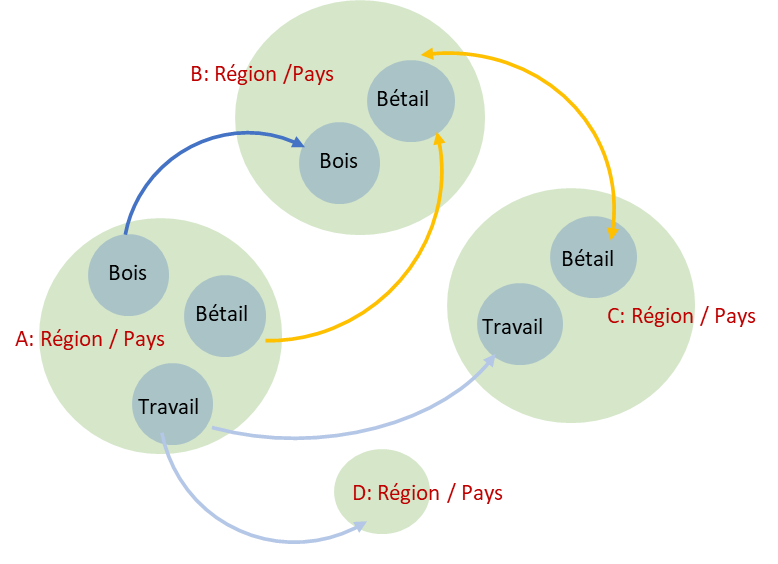 B: Région /Pays
Bétail
Bois
Bois
Bétail
A: Région / Pays
Travail
Bétail
C: Région / Pays
Travail
D: Région / Pays